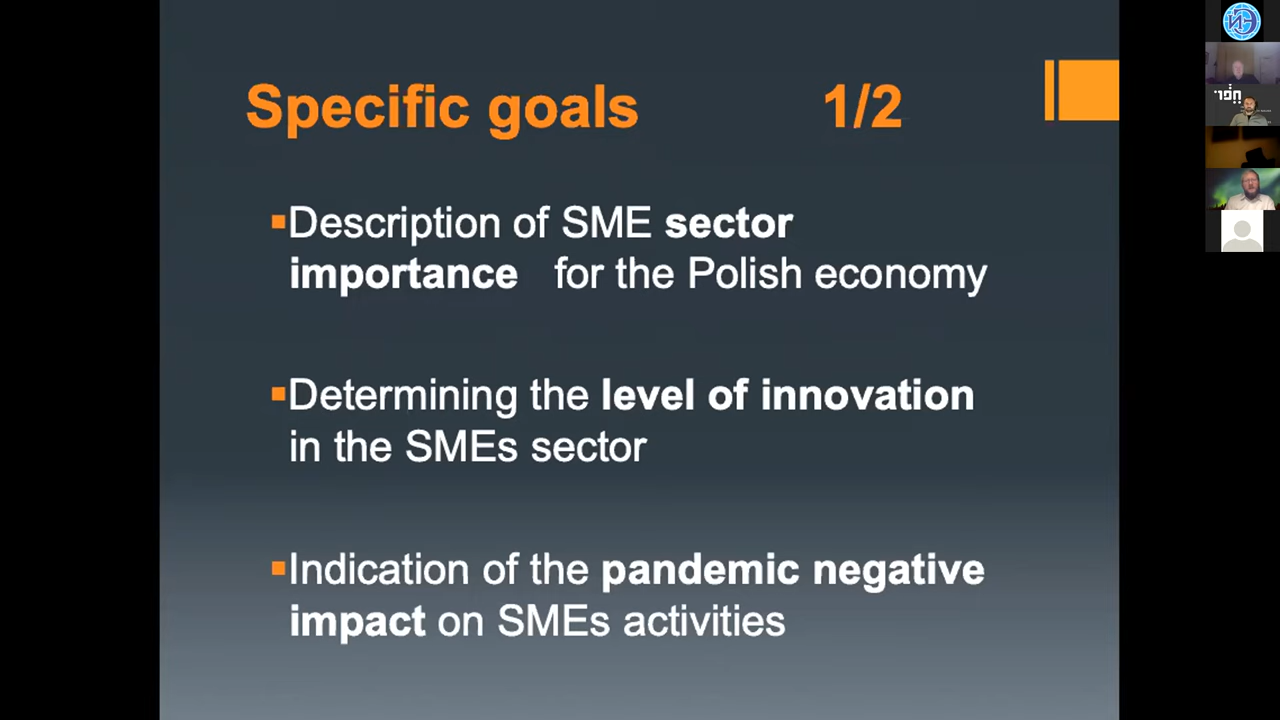 Specific goals 1/2
▪Description of SME sector
importance for the Polish economy
▪Determining the level of innovation
in the SMEs sector
▪Indication of the pandemic negative
impact on SMEs activities